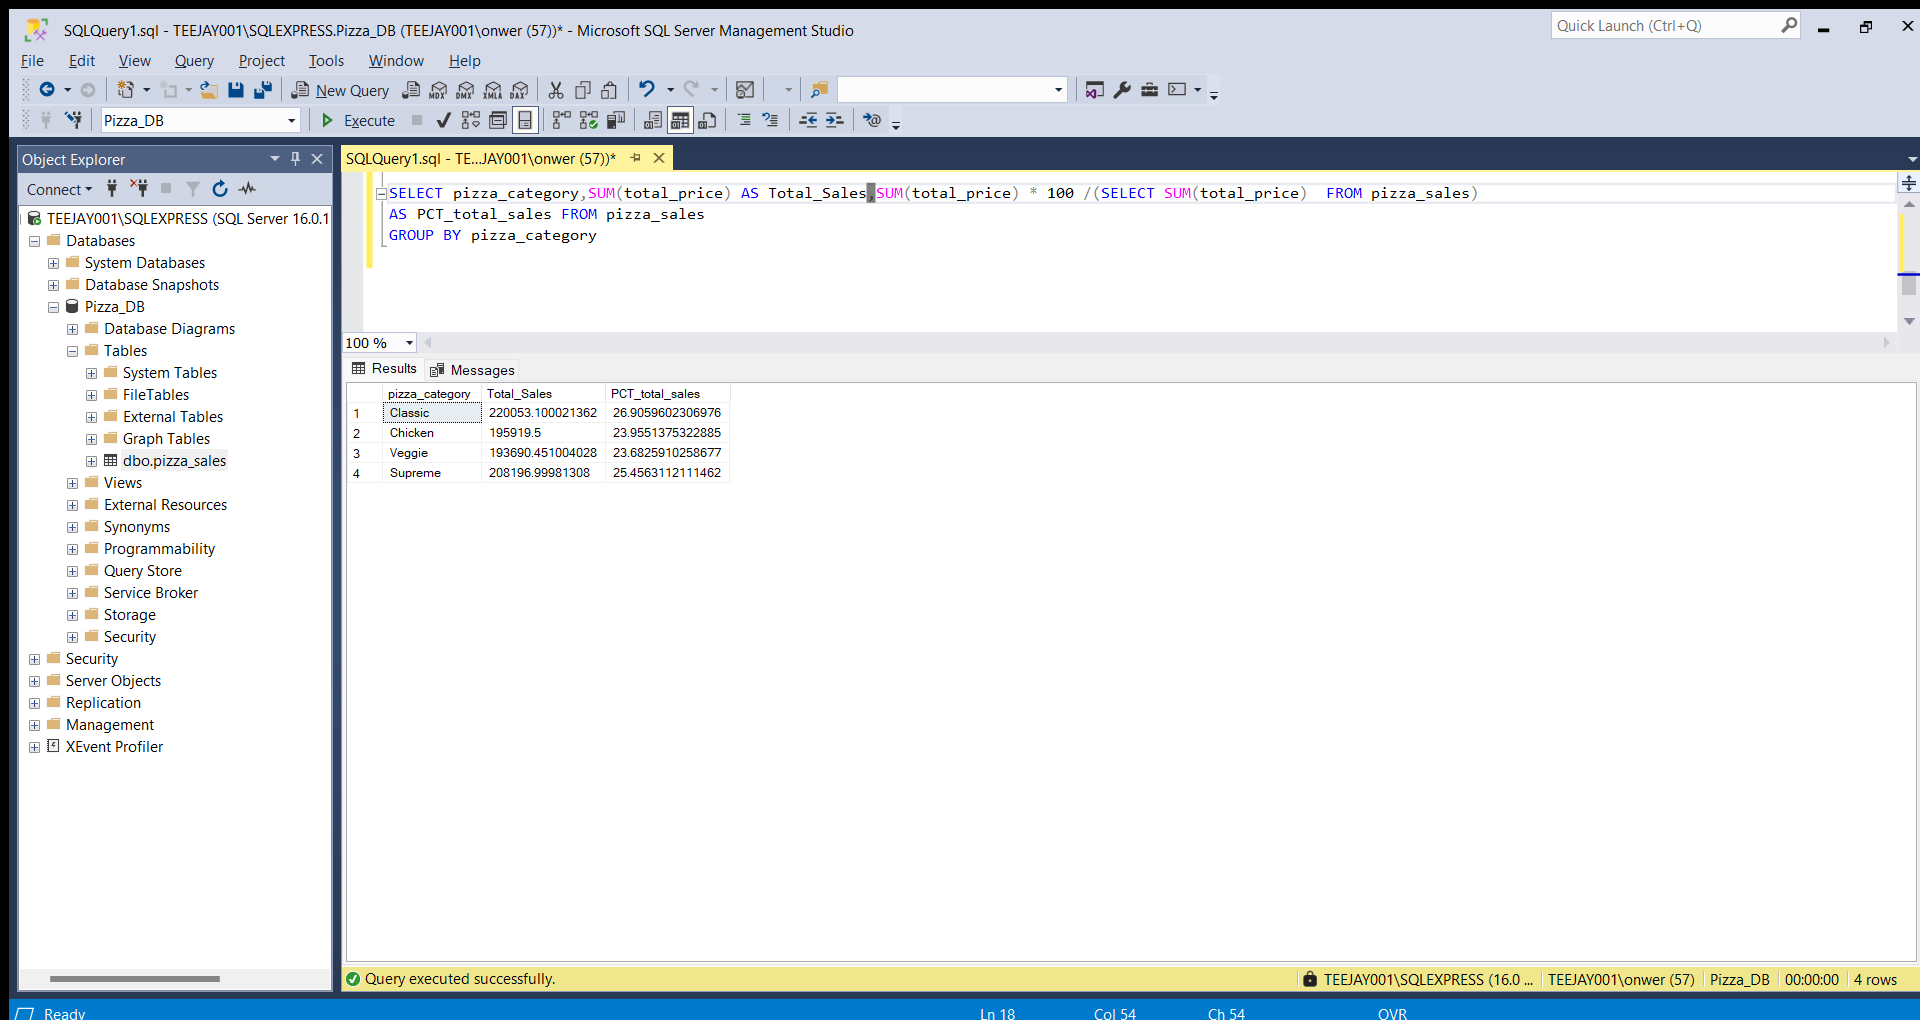 SQLQuery1.sql - TEEJAY001\SQLEXPRESS.Pizza_DB (TEEJAY001\onwer (57))* - Microsoft SQL Server Management Studio
Quick Launch (Ctrl+Q)
File Edit View Query Project Tools Window Help
New Query MDX DMX XMLA DAX
Pizza_DB Execute
Object Explorer
Connect
TEEJAY001\SQLEXPRESS (SQL Server 16.0.1
Databases
System Databases
Database Snapshots
Pizza_DB
Database Diagrams
Tables
System Tables
FileTables
External Tables
Graph Tables
dbo.pizza_sales
Views
External Resources
Synonyms
Programmability
Query Store
Service Broker
Storage
Security
Security
Server Objects
Replication
Management
XEvent Profiler
SQLQuery1.sql - TE...JAY001\onwer (57))*
SELECT pizza_category,SUM(total_price) AS Total_Sales,SUM(total_price) * 100 /(SELECT SUM(total_price)  FROM pizza_sales)
AS PCT_total_sales FROM pizza_sales
GROUP BY pizza_category
100 %
Results Messages
pizza_category Total_Sales PCT_total_sales
1 Classic 220053.100021362 26.9059602306976
2 Chicken 195919.5 23.9551375322885
3 Veggie 193690.451004028 23.6825910258677
4 Supreme 208196.99981308 25.4563112111462
Query executed successfully. TEEJAY001\SQLEXPRESS (16.0 ... TEEJAY001\onwer (57) Pizza_DB 00:00:00 4 rows
Ready Ln 18 Col 54 Ch 54 OVR